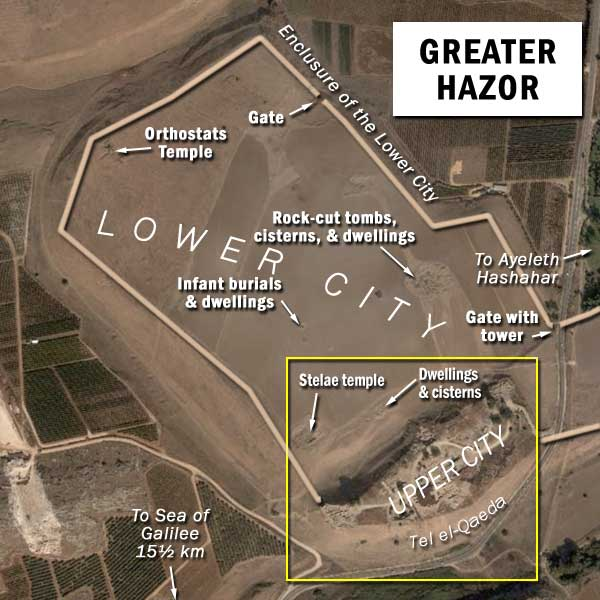 GREATER
HAZOR
Enclusure of the Lower City
Gate
Orthostats
Temple
LOWER CITY
Rock-cut tombs,
cisterns, & dwellings
To Ayeleth
Hashahar
Infant burials
& dwellings
Gate with
tower
Stelae temple
Dwellings
& cisterns
UPPER CITY
Tel el-Qaeda
To Sea of
Galilee
15½ km